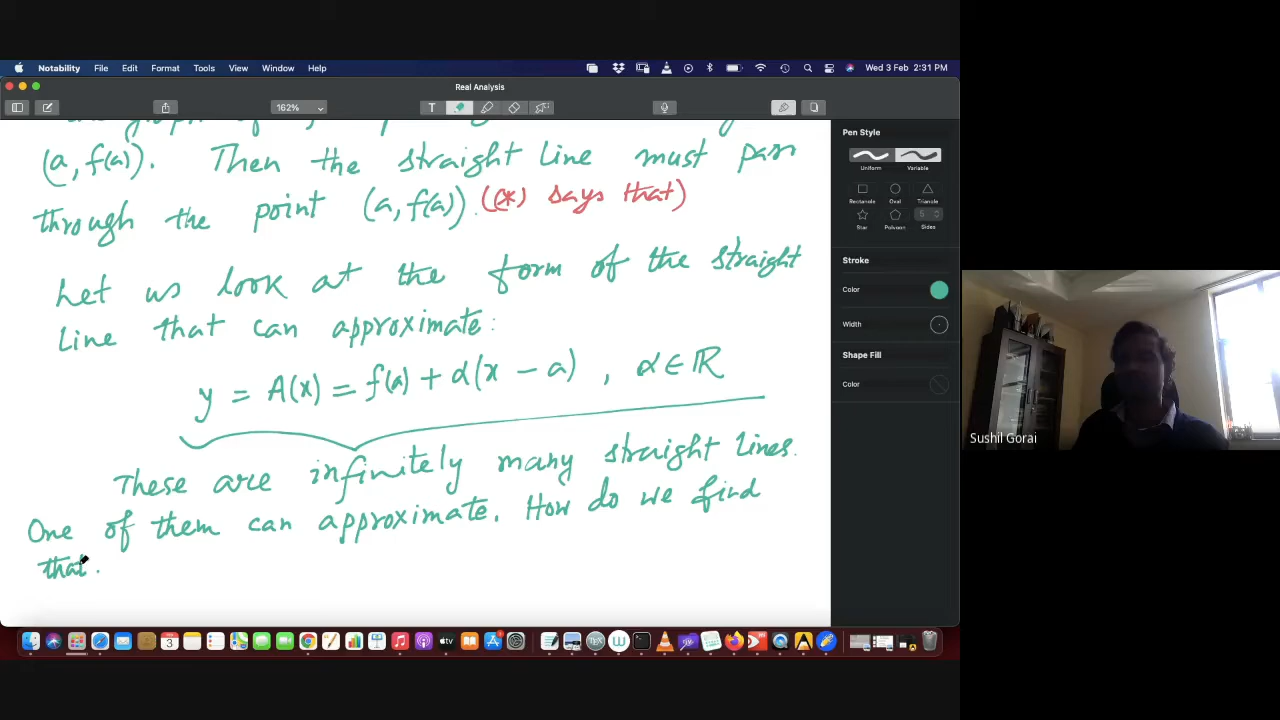 Notability File Edit Format Tools View Window Help Wed 3 Feb 2:31 PM
Real Analysis
162%
T
(a, f(a)). Then the straight line must pass
through the point (a, f(a)). ((*) says that)
Let us look at the form of the straight
line that can approximate:
y = A(x) = f(a) + α(x - a), α ∈ ℝ
These are infinitely many straight lines.
One of them can approximate. How do we find
that.
Pen Style
Uniform Variable
Rectangle Oval Triangle
5
Star Polygon Sides
Stroke
Color
Width
Shape Fill
Color
Sushil Gorai